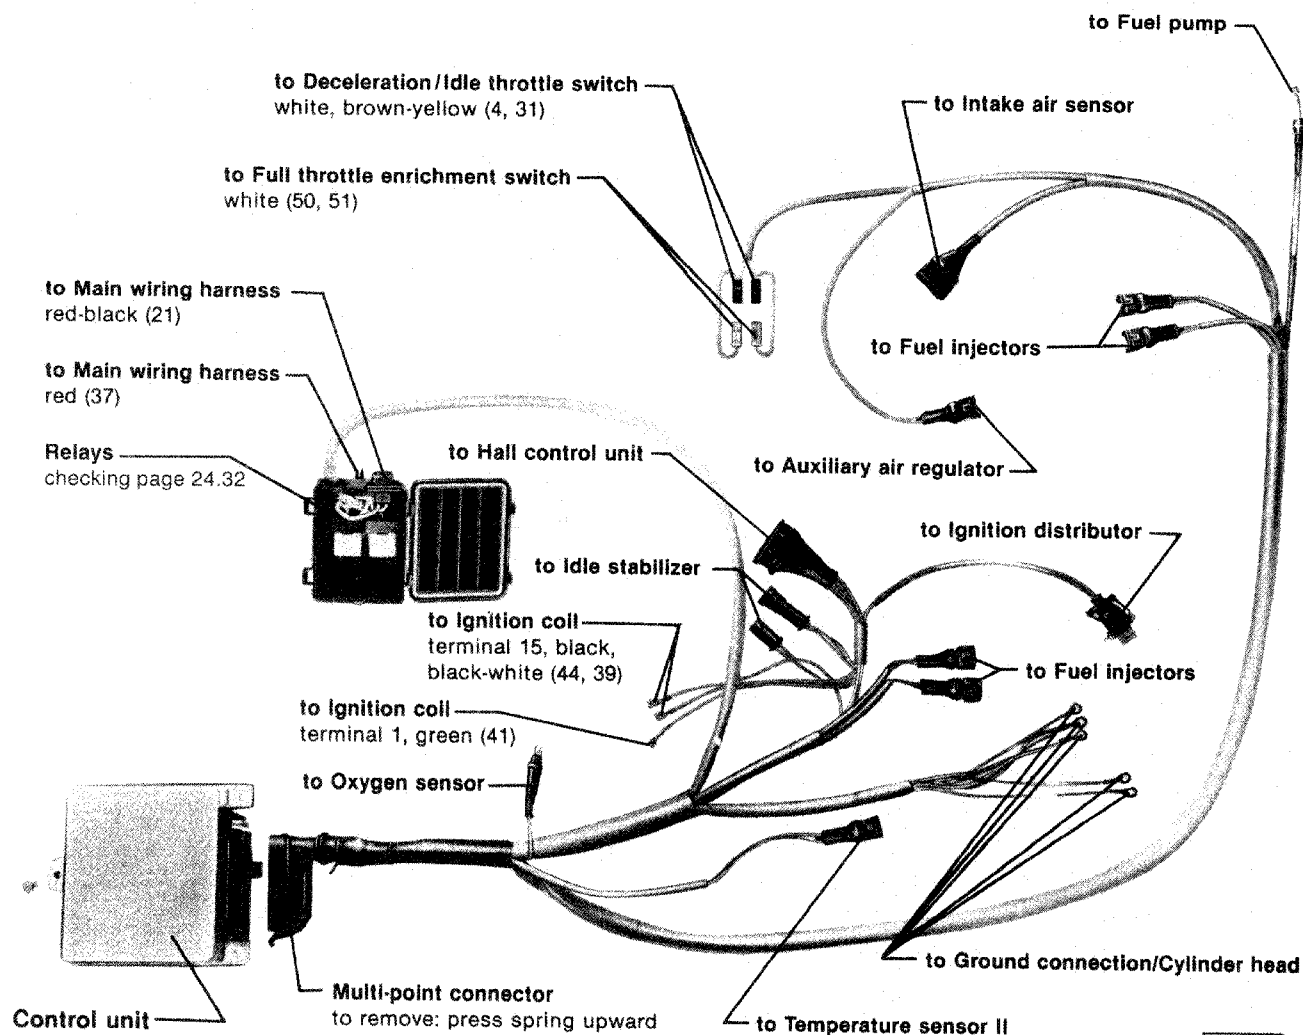 to Fuel pump
to Deceleration/Idle throttle switch
white, brown-yellow (4, 31)
to Intake air sensor
to Full throttle enrichment switch
white (50, 51)
to Main wiring harness
red-black (21)
to Fuel injectors
to Main wiring harness
red (37)
Relays
checking page 24.32
to Hall control unit
to Auxiliary air regulator
to Ignition distributor
to Idle stabilizer
to Ignition coil
terminal 15, black,
black-white (44, 39)
to Fuel injectors
to Ignition coil
terminal 1, green (41)
to Oxygen sensor
to Ground connection/Cylinder head
Multi-point connector
to remove: press spring upward
Control unit
to Temperature sensor II